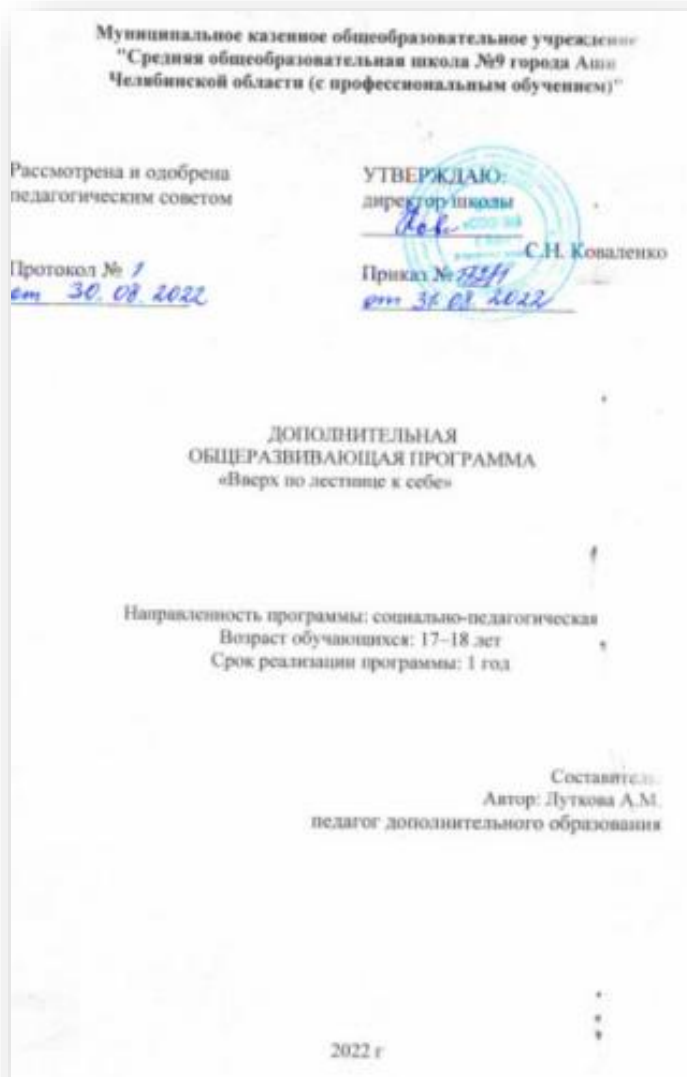 Муниципальное казенное общеобразовательное учреждение
"Средняя общеобразовательная школа №9 города Аши
Челябинской области (с профессиональным обучением)"
Рассмотрена и одобрена
педагогическим советом
Протокол № 1
от 30.08.2022
УТВЕРЖДАЮ:
директор школы
С.Н. Коваленко
Приказ №
от 31.08.2022
ДОПОЛНИТЕЛЬНАЯ
ОБЩЕРАЗВИВАЮЩАЯ ПРОГРАММА
«Вверх по лестнице к себе»
Направленность программы: социально-педагогическая
Возраст обучающихся: 17–18 лет
Срок реализации программы: 1 год
Составитель:
Автор: Луткова А.М.
педагог дополнительного образования
2022 г